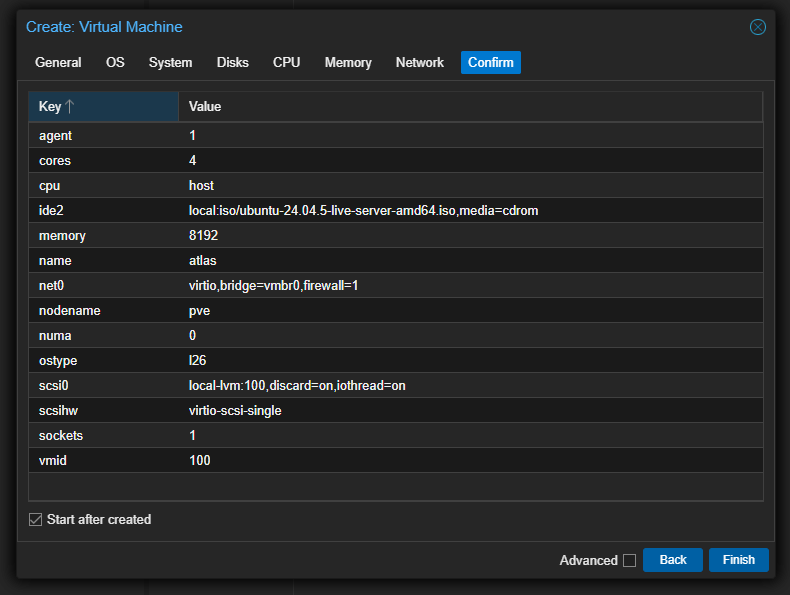 Create: Virtual Machine
General OS System Disks CPU Memory Network Confirm
Key Value
agent 1
cores 4
cpu host
ide2 local:iso/ubuntu-24.04.5-live-server-amd64.iso,media=cdrom
memory 8192
name atlas
net0 virtio,bridge=vmbr0,firewall=1
nodename pve
numa 0
ostype l26
scsi0 local-lvm:100,discard=on,iothread=on
scsihw virtio-scsi-single
sockets 1
vmid 100
Start after created
Advanced Back Finish